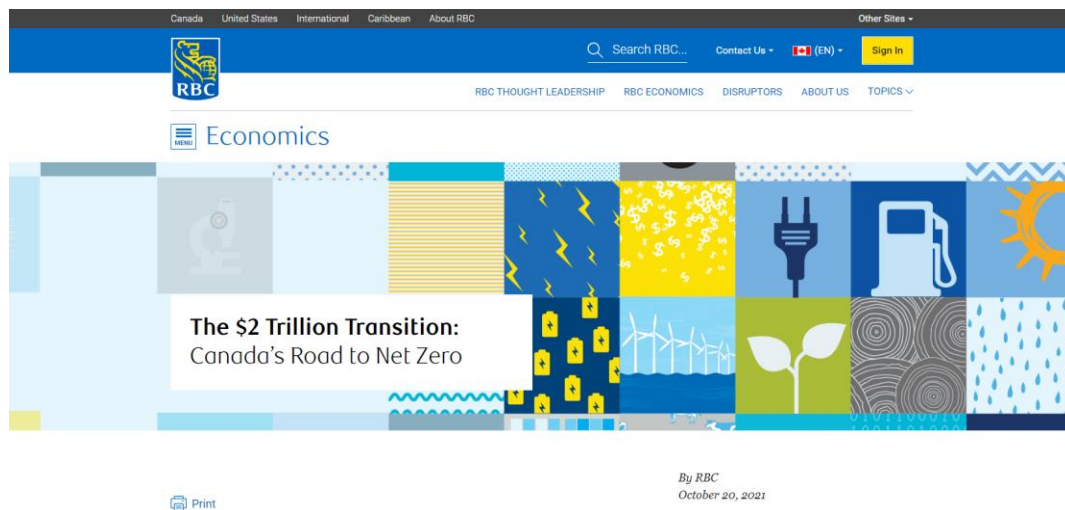 Canada United States International Caribbean About RBC Other Sites
Search RBC... Contact Us (EN) Sign In
RBC
RBC THOUGHT LEADERSHIP RBC ECONOMICS DISRUPTORS ABOUT US TOPICS
MENU Economics
$ $ $ $ $ $ $
The $2 Trillion Transition:
Canada's Road to Net Zero
By RBC
October 20, 2021
Print